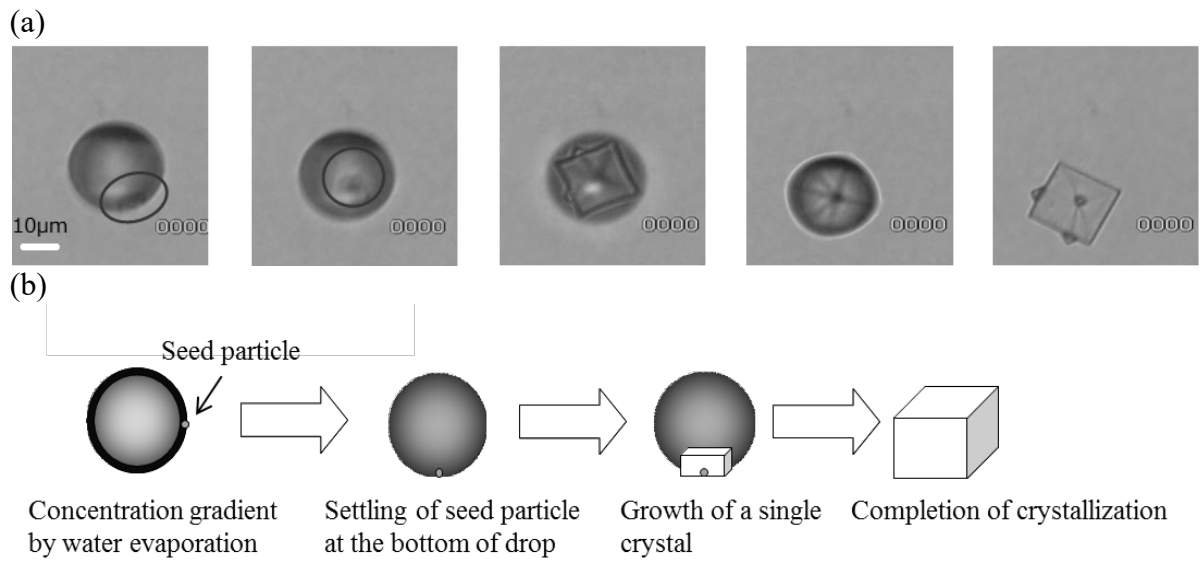 (a)
10μm
0000
0000
0000
0000
0000
(b)
Seed particle
Concentration gradient
by water evaporation
Settling of seed particle
at the bottom of drop
Growth of a single
crystal
Completion of crystallization